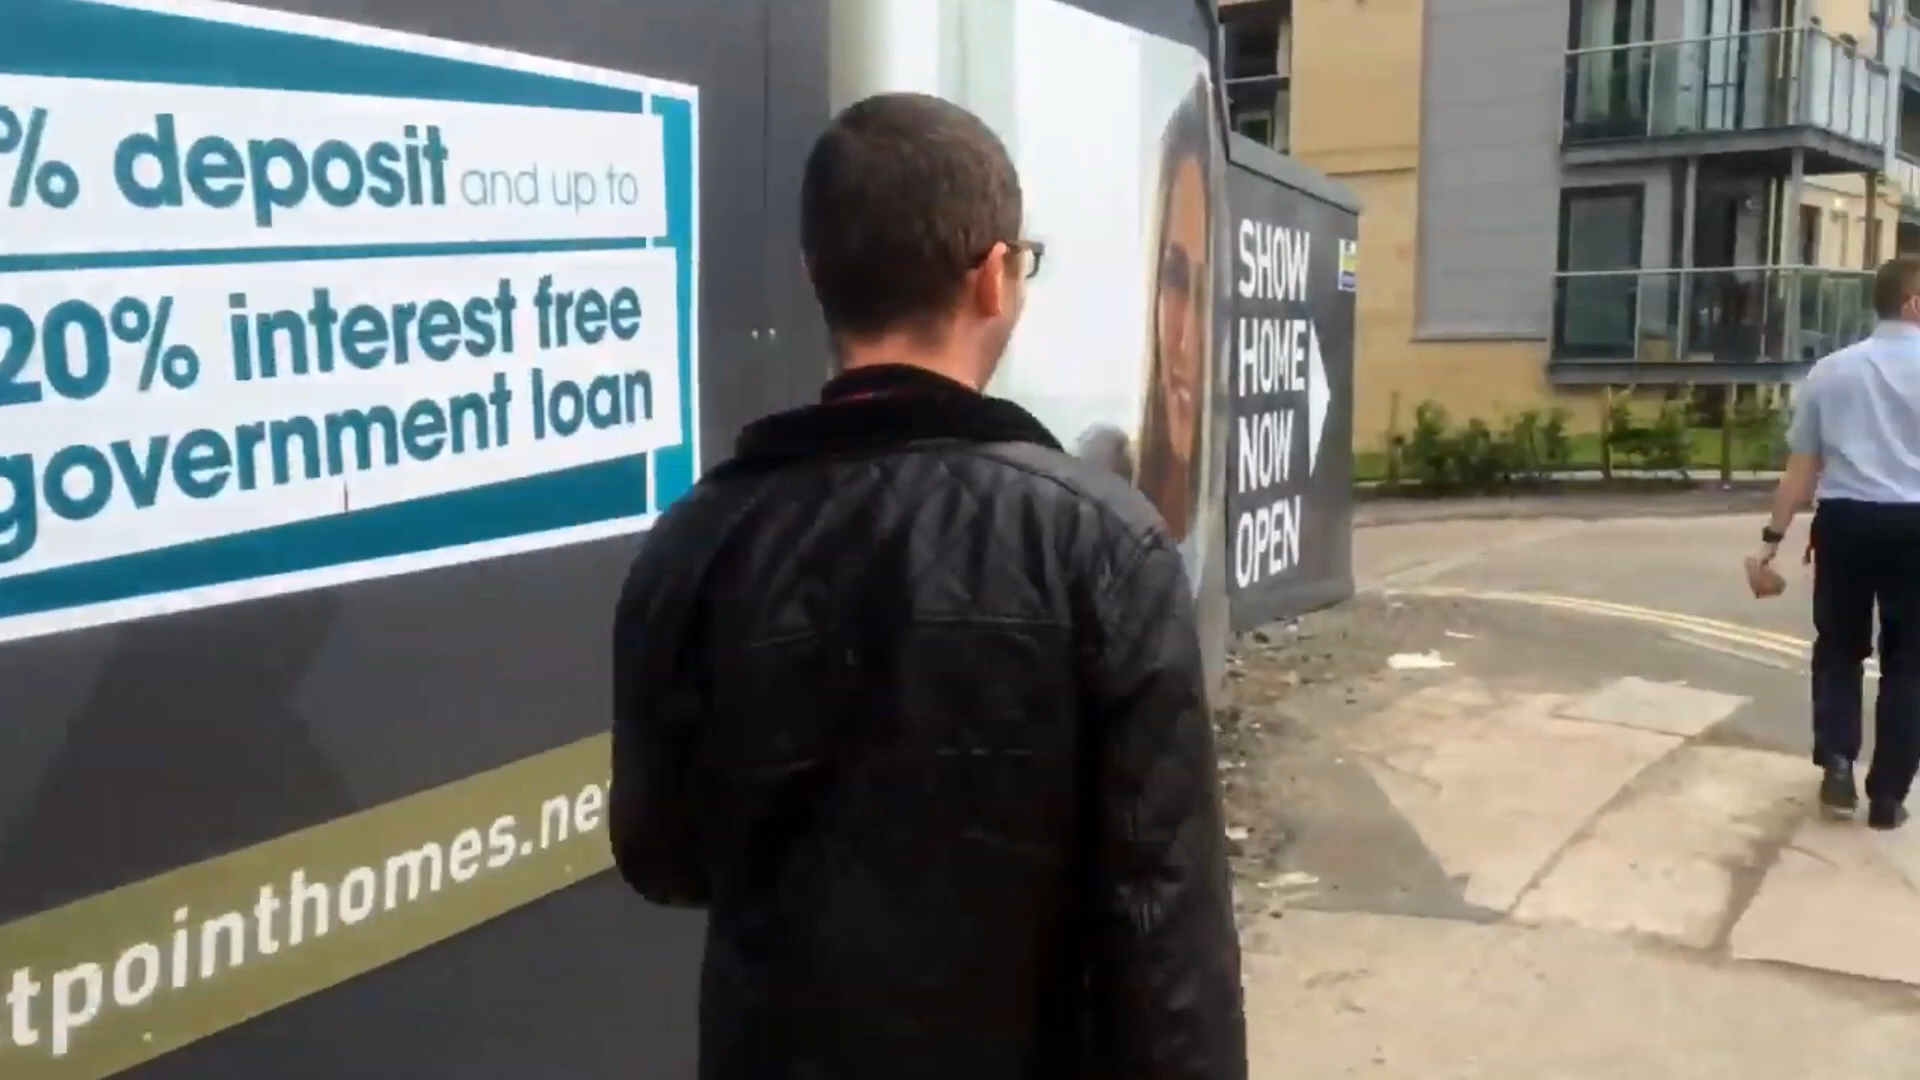 % deposit and up to
20% interest free
government loan
tpointhomes.ne
SHOW
HOME
NOW
OPEN